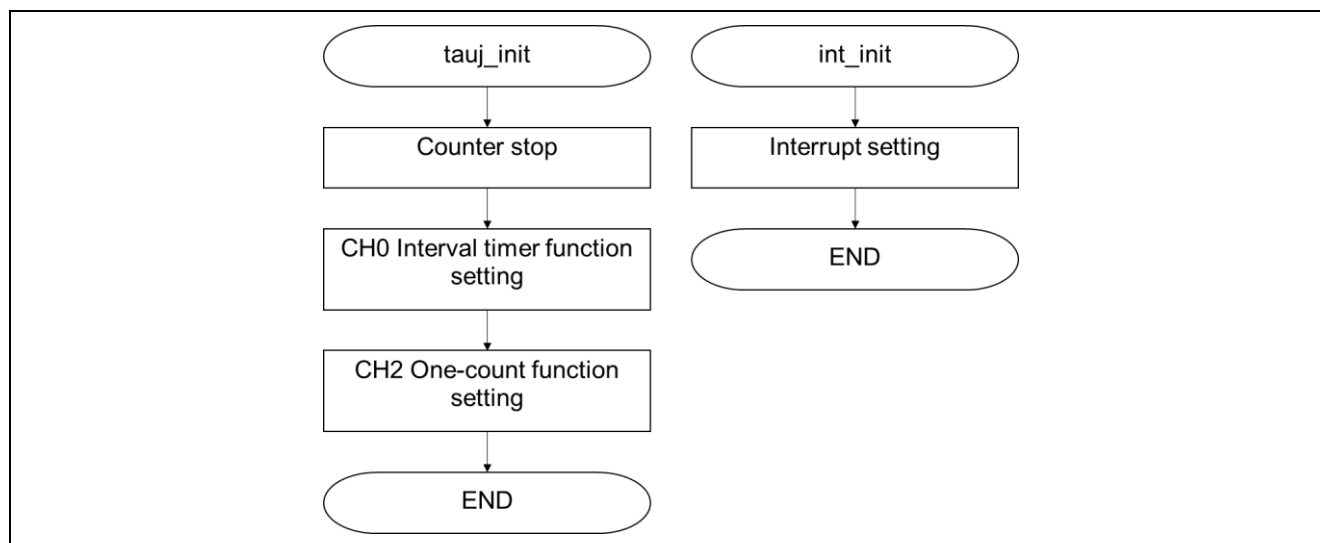 tauj_init
Counter stop
CH0 Interval timer function
setting
CH2 One-count function
setting
END
int_init
Interrupt setting
END